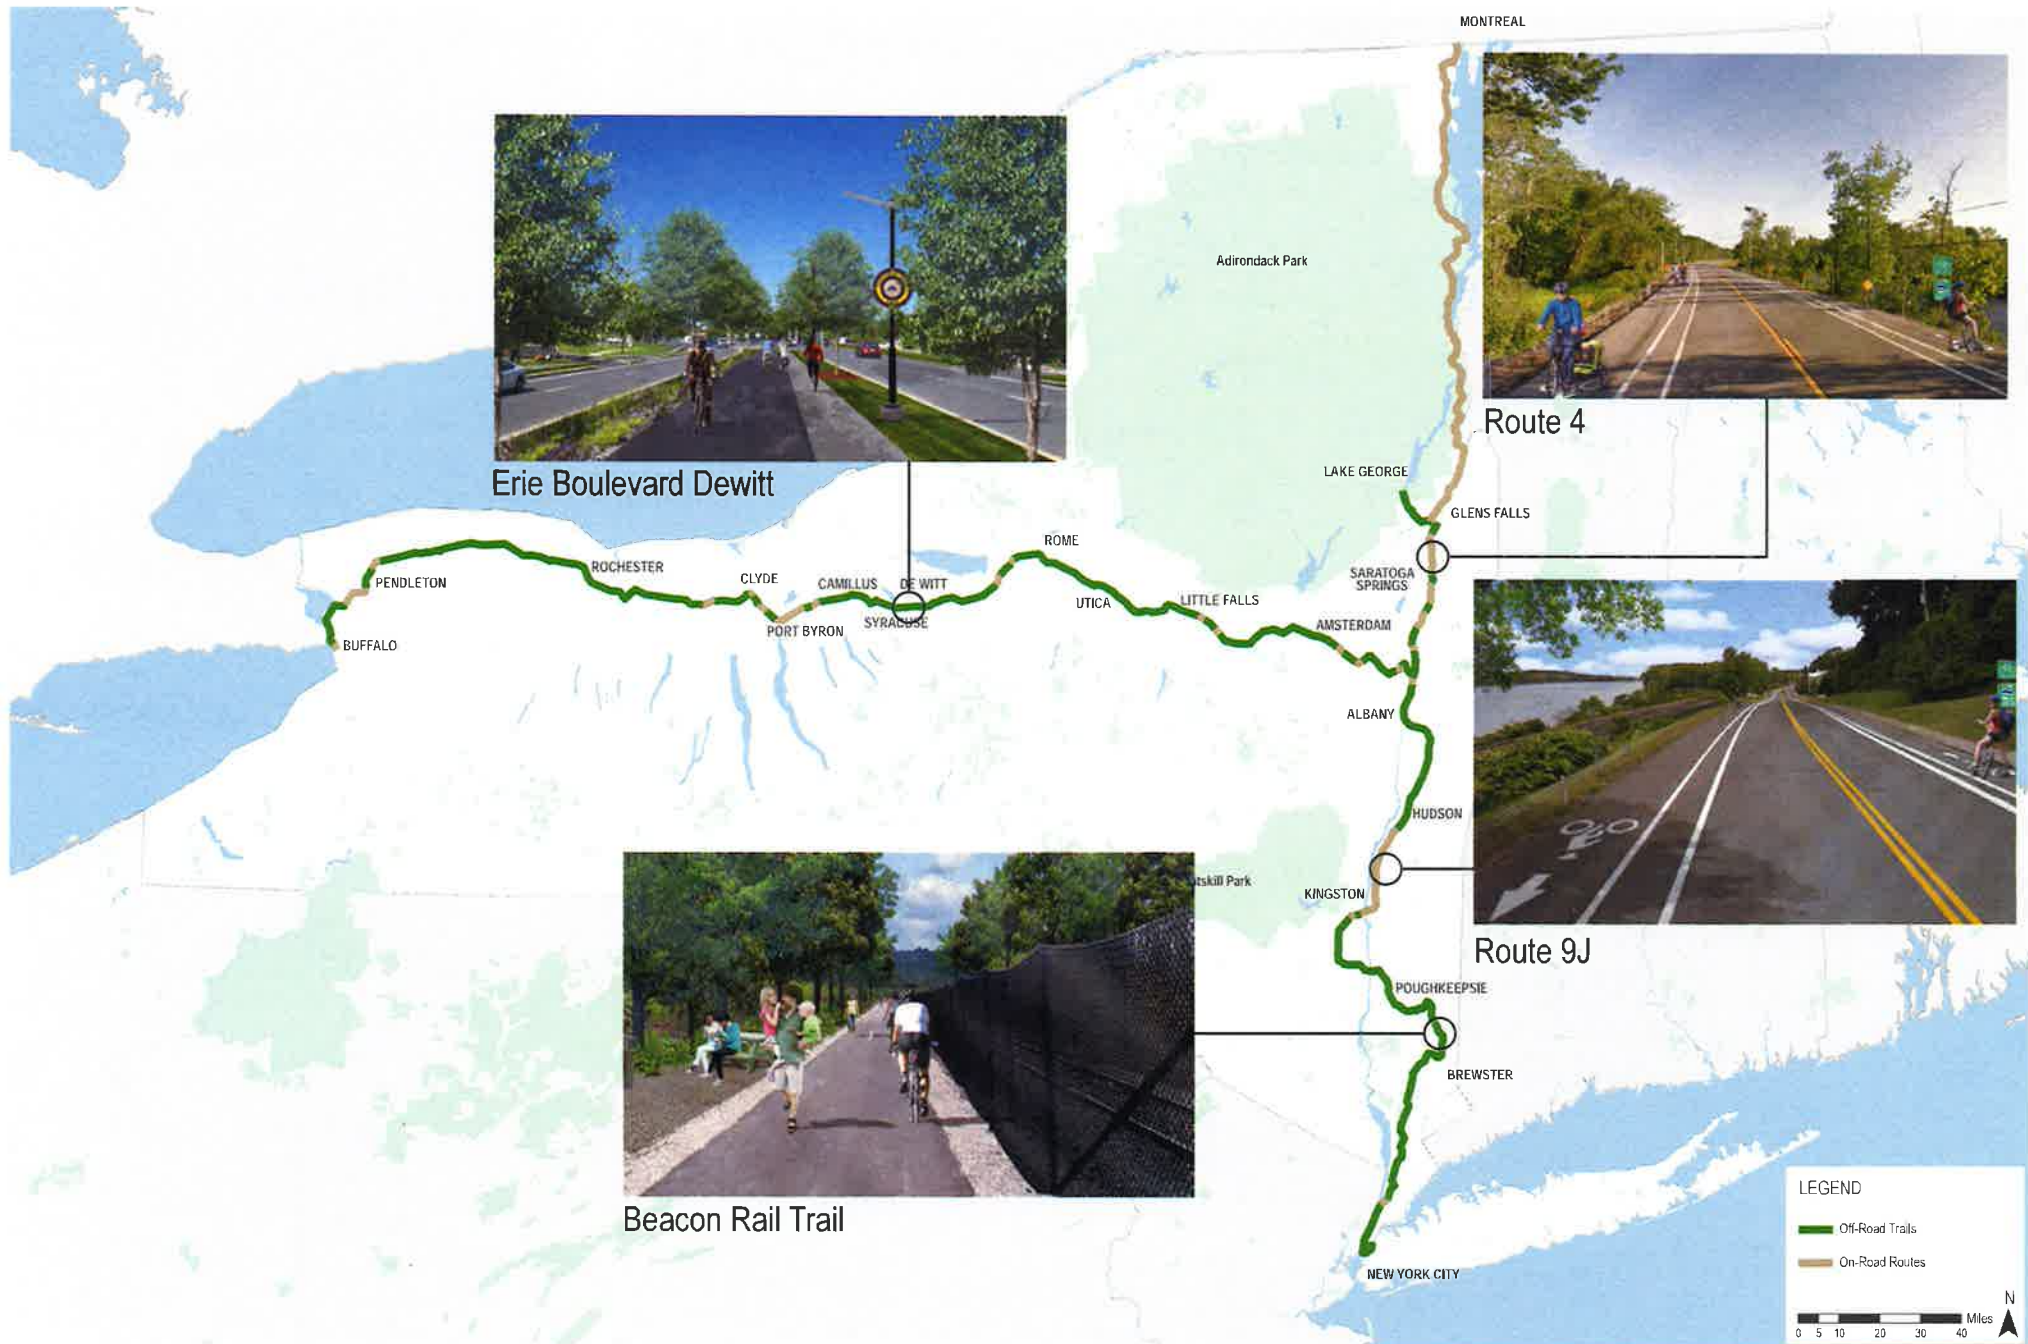 MONTREAL
Adirondack Park
Route 4
LAKE GEORGE
Erie Boulevard Dewitt
GLENS FALLS
ROME
ROCHESTER
CLYDE
CAMILLUS
DE WITT
SARATOGA
SPRINGS
PENDLETON
UTICA
LITTLE FALLS
AMSTERDAM
PORT BYRON
SYRACUSE
BUFFALO
ALBANY
HUDSON
tskill Park
KINGSTON
Route 9J
POUGHKEEPSIE
BREWSTER
Beacon Rail Trail
NEW YORK CITY
LEGEND
Off-Road Trails
On-Road Routes
N
Miles
0 5 10 20 30 40